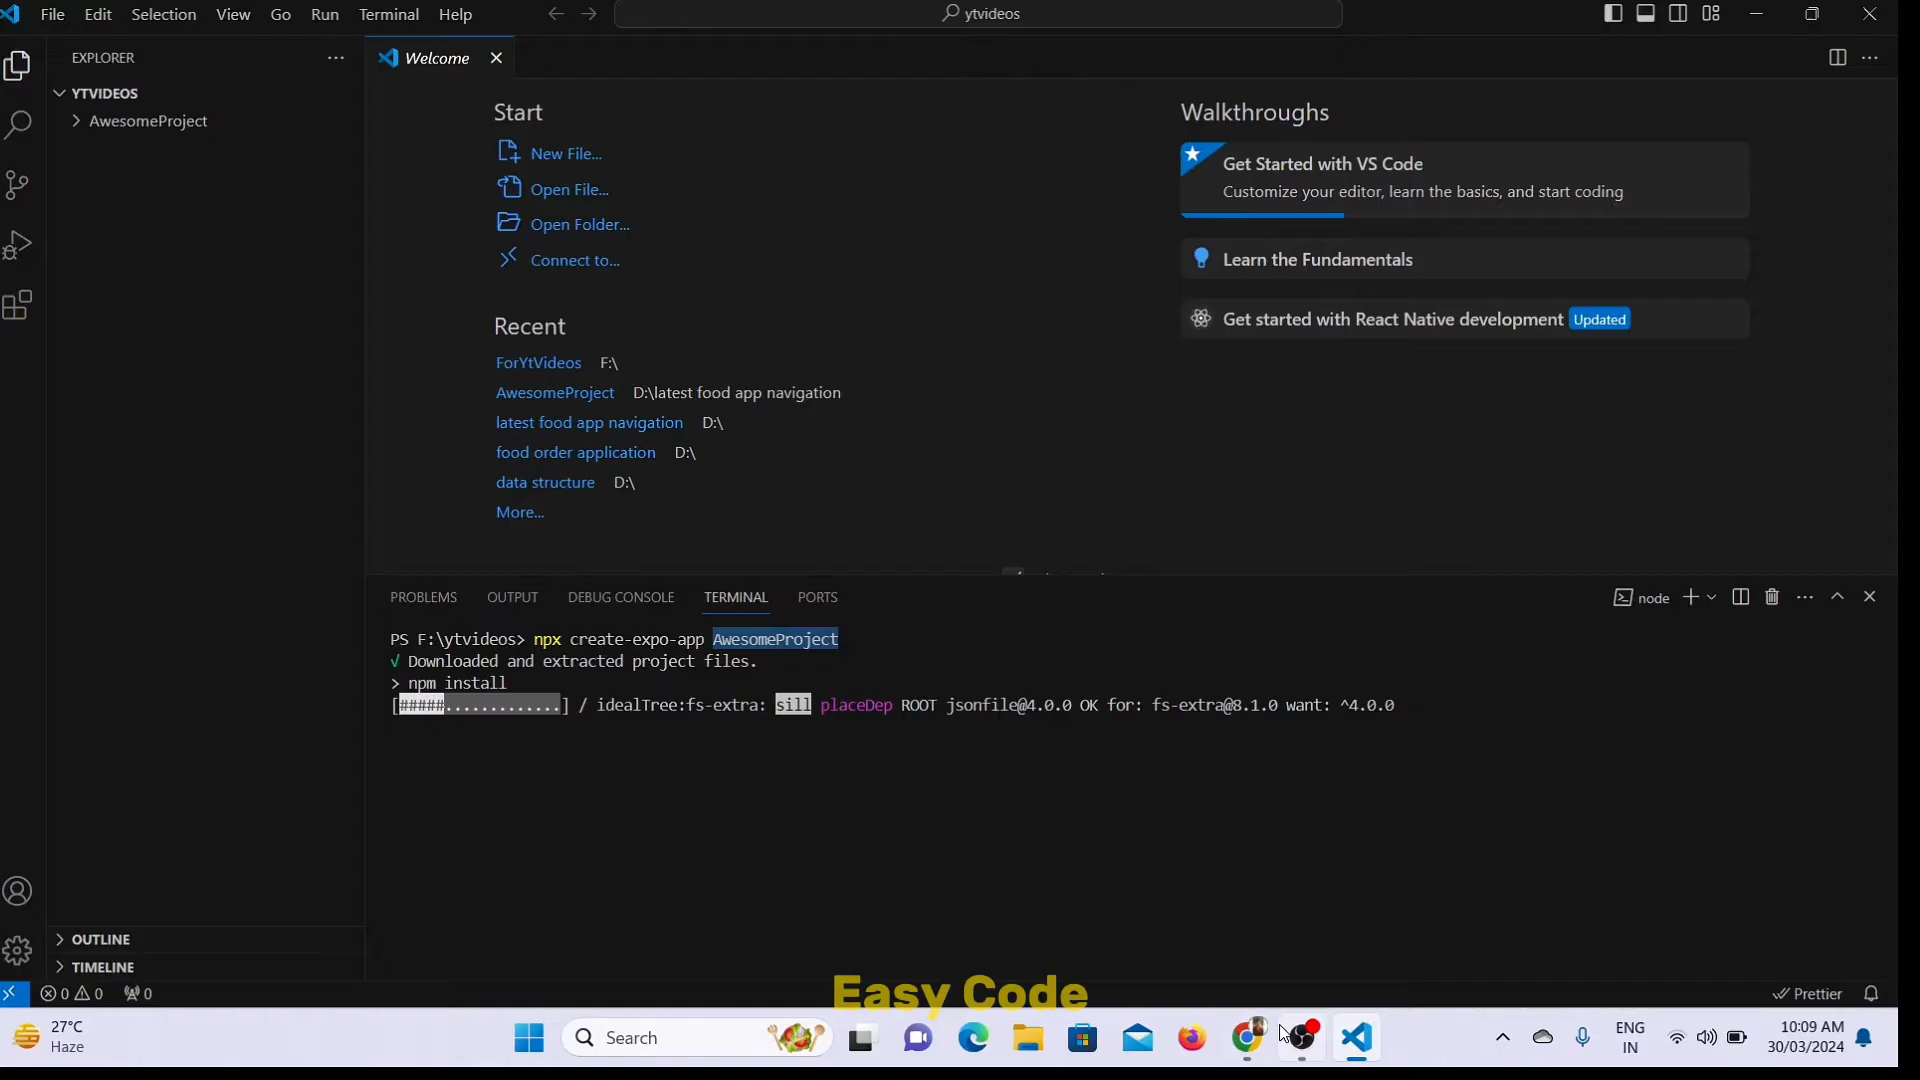 File Edit Selection View Go Run Terminal Help
ytvideos
EXPLORER
Welcome
YTVIDEOS
AwesomeProject
Start
New File...
Open File...
Open Folder...
Connect to...
Recent
ForYtVideos F:\
AwesomeProject D:\latest food app navigation
latest food app navigation D:\
food order application D:\
data structure D:\
More...
Walkthroughs
Get Started with VS Code
Customize your editor, learn the basics, and start coding
Learn the Fundamentals
Get started with React Native development Updated
PROBLEMS OUTPUT DEBUG CONSOLE TERMINAL PORTS
node
PS F:\ytvideos> npx create-expo-app AwesomeProject
√ Downloaded and extracted project files.
> npm install
[#####.............] / idealTree:fs-extra: sill placeDep ROOT jsonfile@4.0.0 OK for: fs-extra@8.1.0 want: ^4.0.0
OUTLINE
TIMELINE
0 0 0
Prettier
Easy Code
27°C
Haze
Search
ENG
IN
10:09 AM
30/03/2024